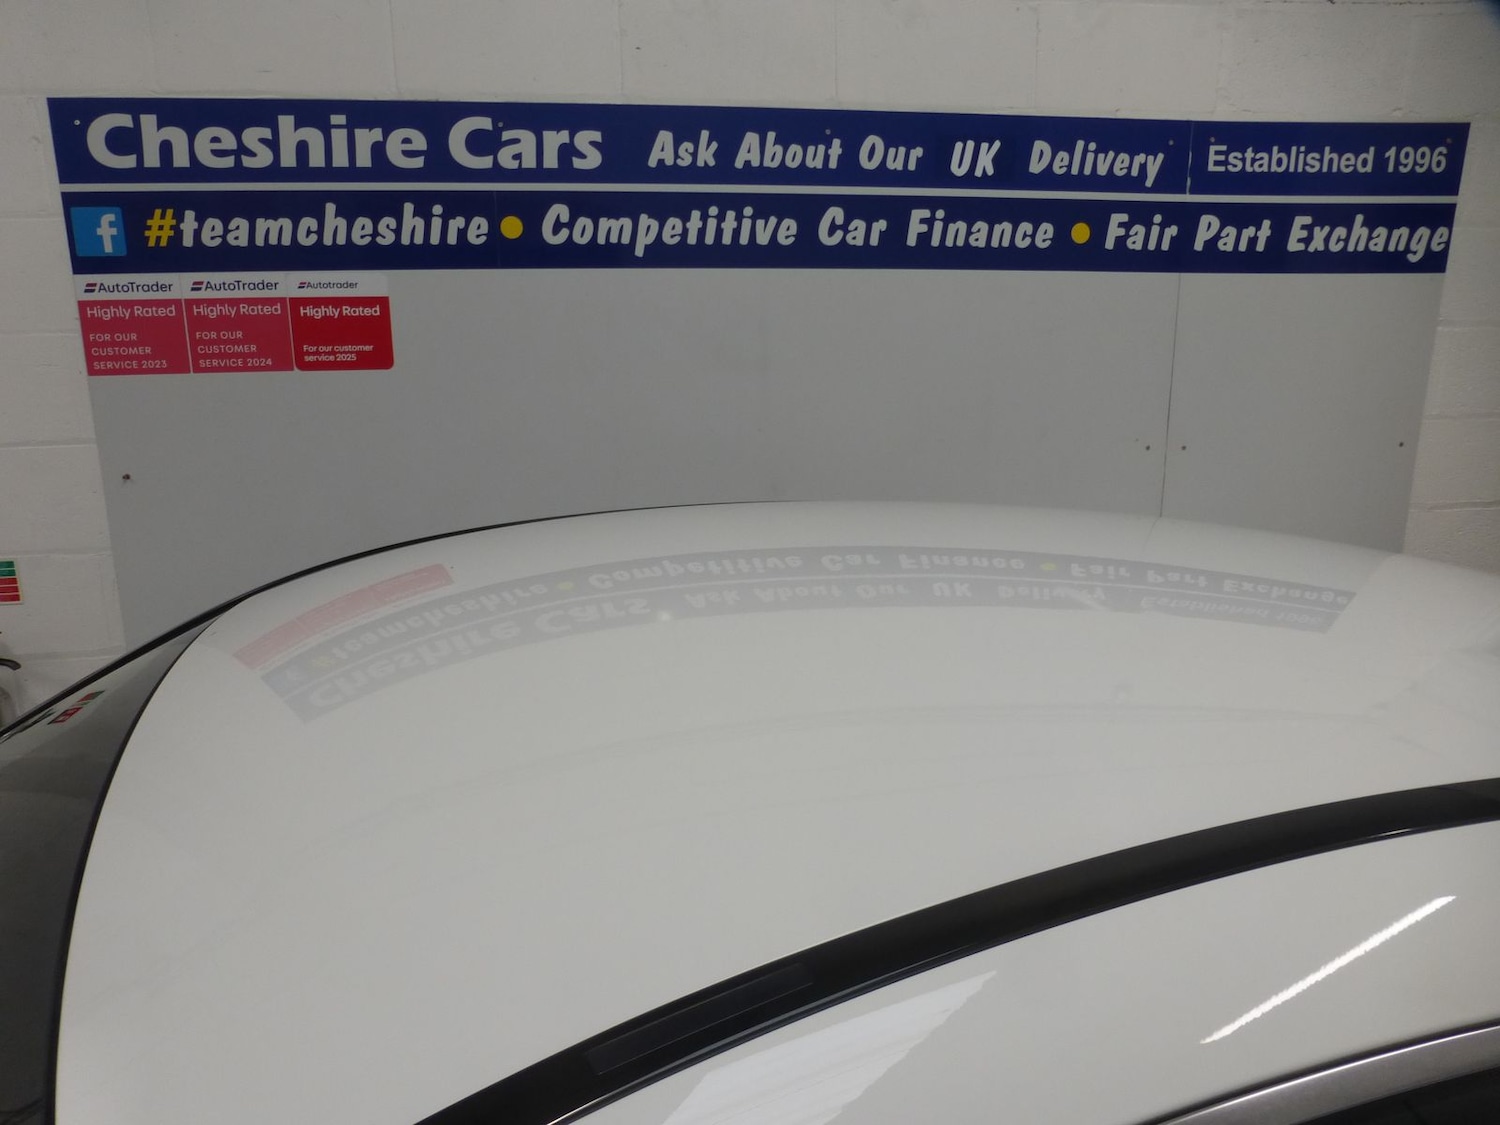 Cheshire Cars Ask About Our UK Delivery Established 1996
f #teamcheshire • Competitive Car Finance • Fair Part Exchange
AutoTrader
Highly Rated
FOR OUR
CUSTOMER
SERVICE 2023
AutoTrader
Highly Rated
FOR OUR
CUSTOMER
SERVICE 2024
Autotrader
Highly Rated
For our customer
service 2025